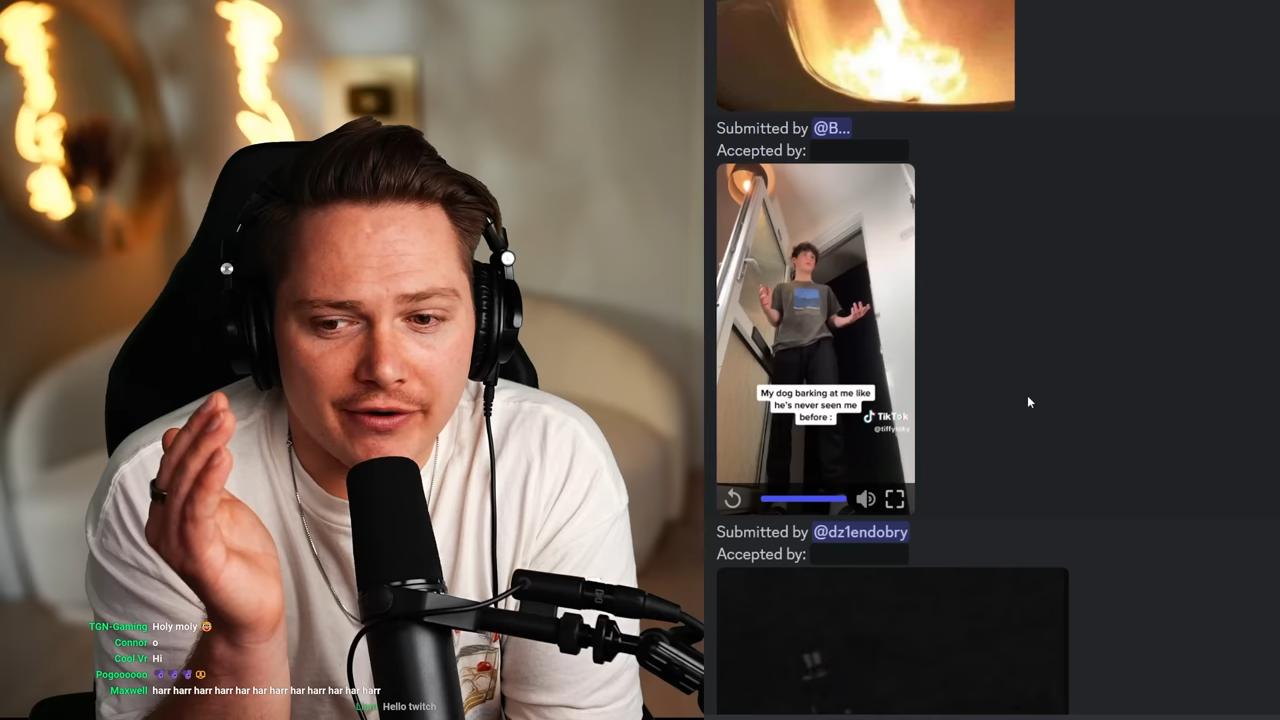 Submitted by @B...
Accepted by:
My dog barking at me like
he's never seen me
before :
TikTok
Submitted by @dz1endobry
Accepted by:
TGN-Gaming Holy moly
Connor o
Cool Vr Hi
Pogoooooo
Maxwell harr harr harr harr har har harr har harr har har harr
Hello twitch